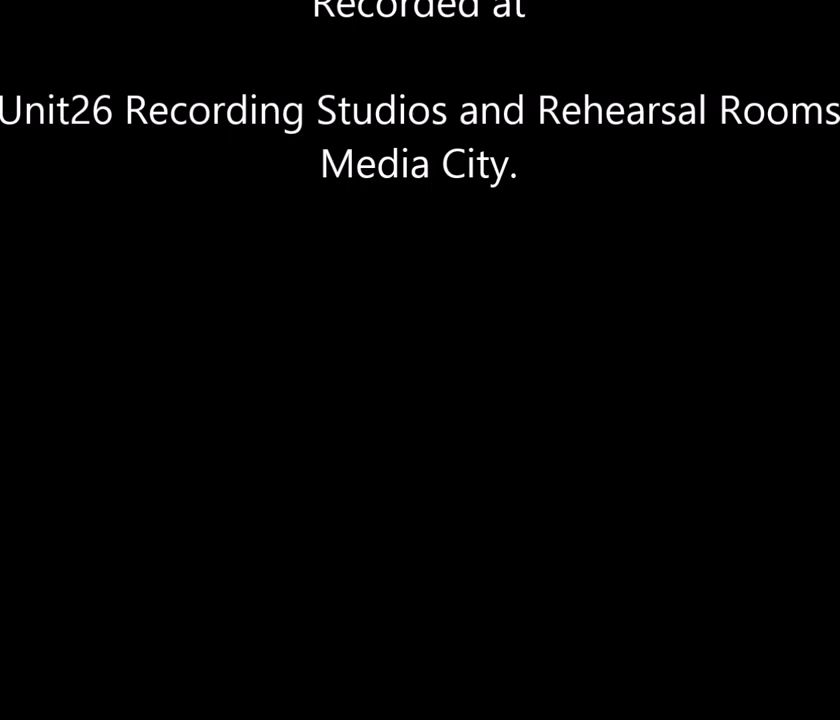 Recorded at
Unit26 Recording Studios and Rehearsal Rooms
Media City.